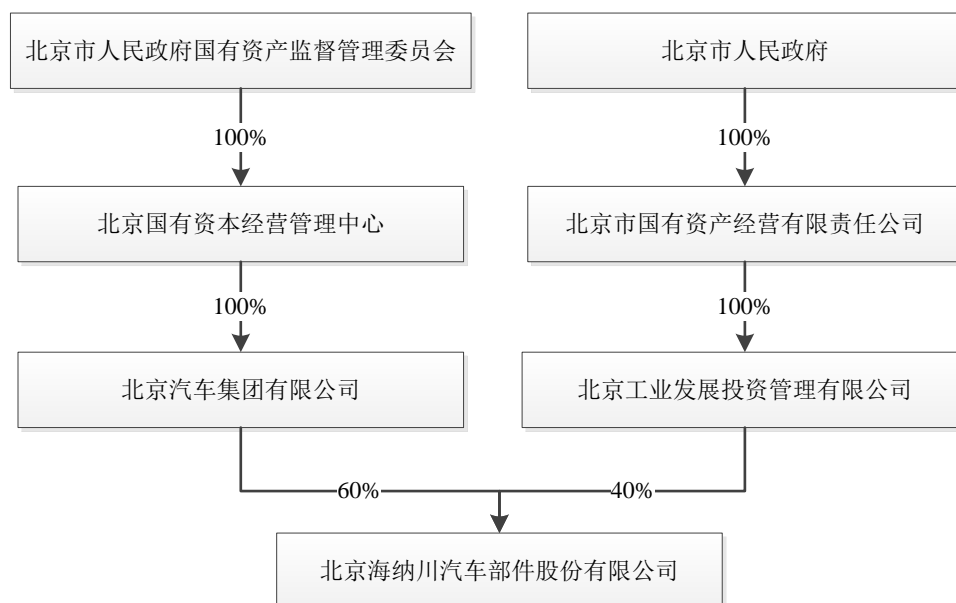 北京市人民政府国有资产监督管理委员会
北京市人民政府
100%
100%
北京国有资本经营管理中心
北京市国有资产经营有限责任公司
100%
100%
北京汽车集团有限公司
北京工业发展投资管理有限公司
60%
40%
北京海纳川汽车部件股份有限公司